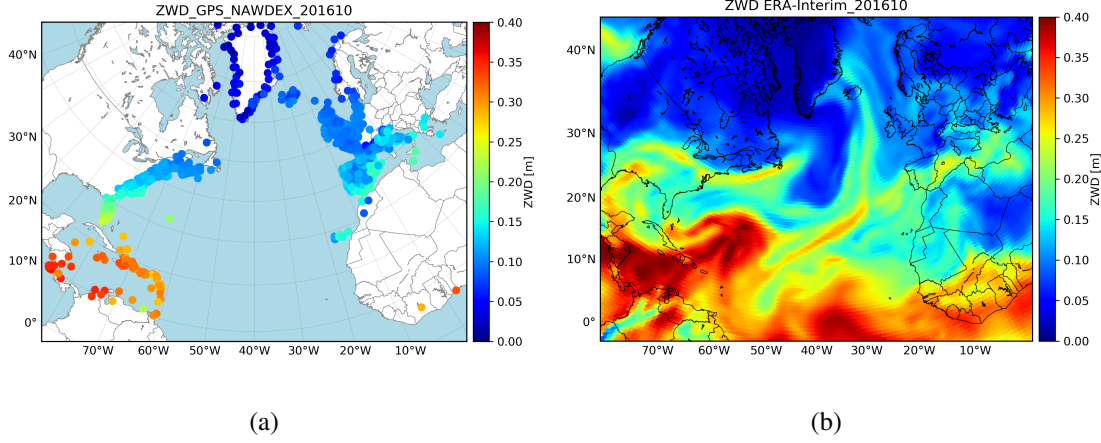 ZWD_GPS_NAWDEX_201610
40°N
30°N
20°N
10°N
0°
70°W 60°W 50°W 40°W 30°W 20°W 10°W
0.40
0.35
0.30
0.25
0.20
0.15
0.10
0.05
0.00
ZWD [m]
(a)
ZWD ERA-Interim_201610
40°N
30°N
20°N
10°N
0°
70°W 60°W 50°W 40°W 30°W 20°W 10°W
0.40
0.35
0.30
0.25
0.20
0.15
0.10
0.05
0.00
ZWD [m]
(b)